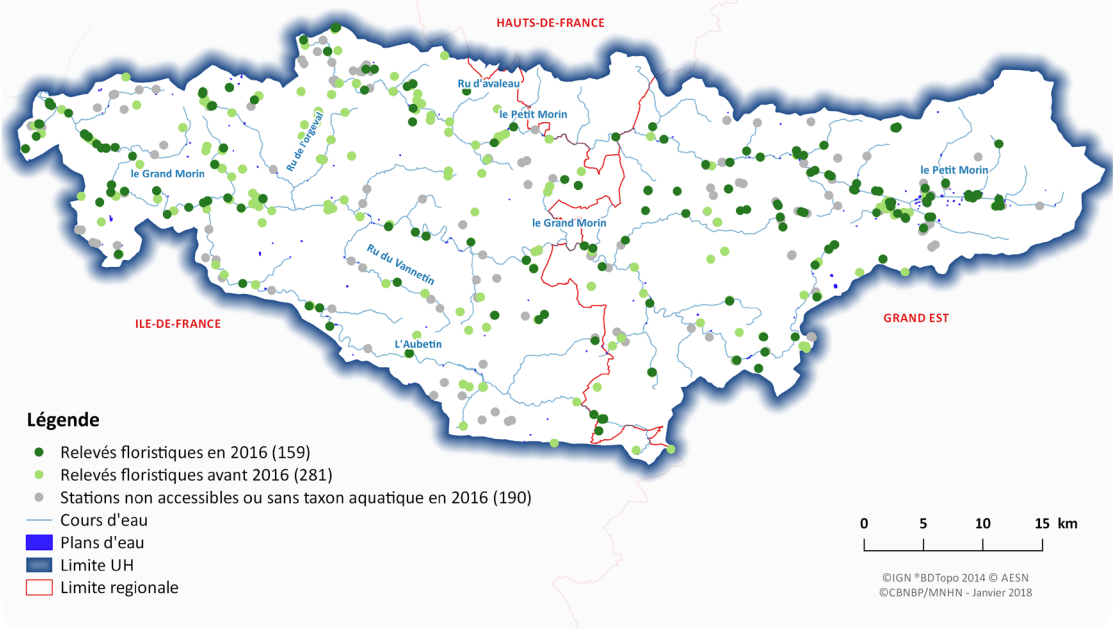 HAUTS-DE-FRANCE
Ru d'avaleau
le Petit Morin
Ru de l'orgeval
le Grand Morin
le Petit Morin
le Grand Morin
Ru du Vannetin
ILE-DE-FRANCE
GRAND EST
L'Aubetin
Légende
Relevés floristiques en 2016 (159)
Relevés floristiques avant 2016 (281)
Stations non accessibles ou sans taxon aquatique en 2016 (190)
Cours d'eau
Plans d'eau
Limite UH
Limite regionale
0 5 10 15 km
©IGN ®BDTopo 2014 © AESN
©CBNBP/MNHN - Janvier 2018